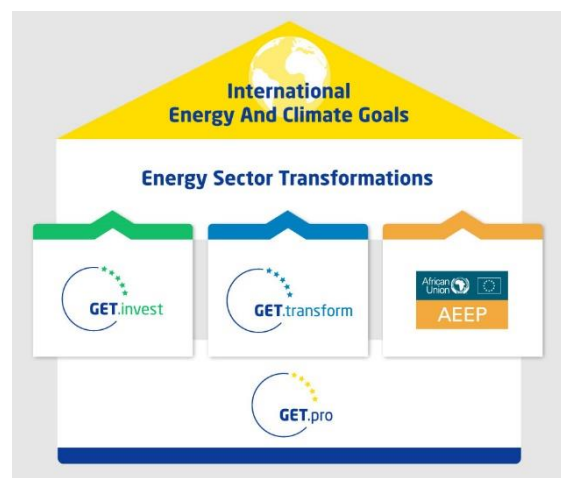 International
Energy And Climate Goals
Energy Sector Transformations
GET.invest
GET.transform
African
Union
AEEP
GET.pro